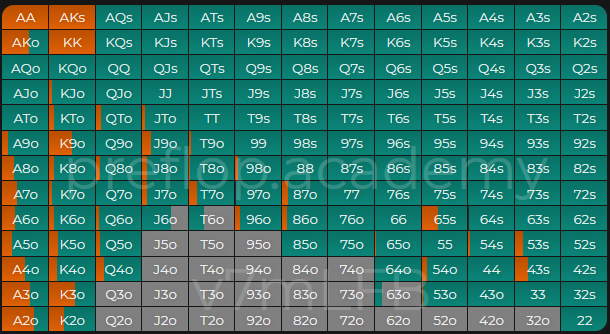 AA AKs AQs AJs ATs A9s A8s A7s A6s A5s A4s A3s A2s
AKo KK KQs KJs KTs K9s K8s K7s K6s K5s K4s K3s K2s
AQo KQo QQ QJs QTs Q9s Q8s Q7s Q6s Q5s Q4s Q3s Q2s
AJo KJo QJo JJ JTs J9s J8s J7s J6s J5s J4s J3s J2s
ATo KTo QTo JTo TT T9s T8s T7s T6s T5s T4s T3s T2s
A9o K9o Q9o J9o T9o 99 98s 97s 96s 95s 94s 93s 92s
A8o K8o Q8o J8o T8o 98o 88 87s 86s 85s 84s 83s 82s
preflop.academy
A7o K7o Q7o J7o T7o 97o 87o 77 76s 75s 74s 73s 72s
A6o K6o Q6o J6o T6o 96o 86o 76o 66 65s 64s 63s 62s
A5o K5o Q5o J5o T5o 95o 85o 75o 65o 55 54s 53s 52s
A4o K4o Q4o J4o T4o 94o 84o 74o 64o 54o 44 43s 42s
v7mLFB
A3o K3o Q3o J3o T3o 93o 83o 73o 63o 53o 43o 33 32s
A2o K2o Q2o J2o T2o 92o 82o 72o 62o 52o 42o 32o 22